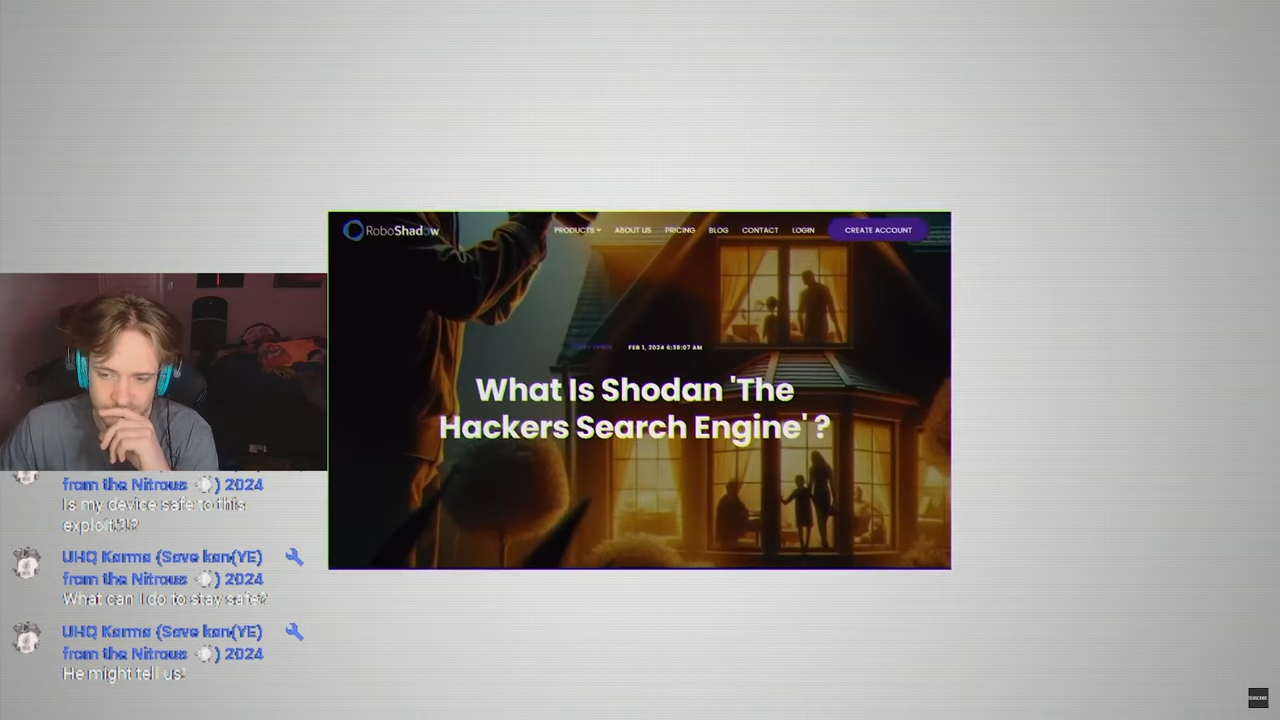 RoboShadow
PRODUCTS ABOUT US PRICING BLOG CONTACT LOGIN CREATE ACCOUNT
FEB 1, 2024 6:39:07 AM
What Is Shodan 'The
Hackers Search Engine' ?
from the Nitrous ) 2024
Is my device safe to this
exploit!?!?
UHQ Karma (Save kan(YE)
from the Nitrous ) 2024
What can I do to stay safe?
UHQ Karma (Save kan(YE)
from the Nitrous ) 2024
He might tell us!
SUBSCRIBE